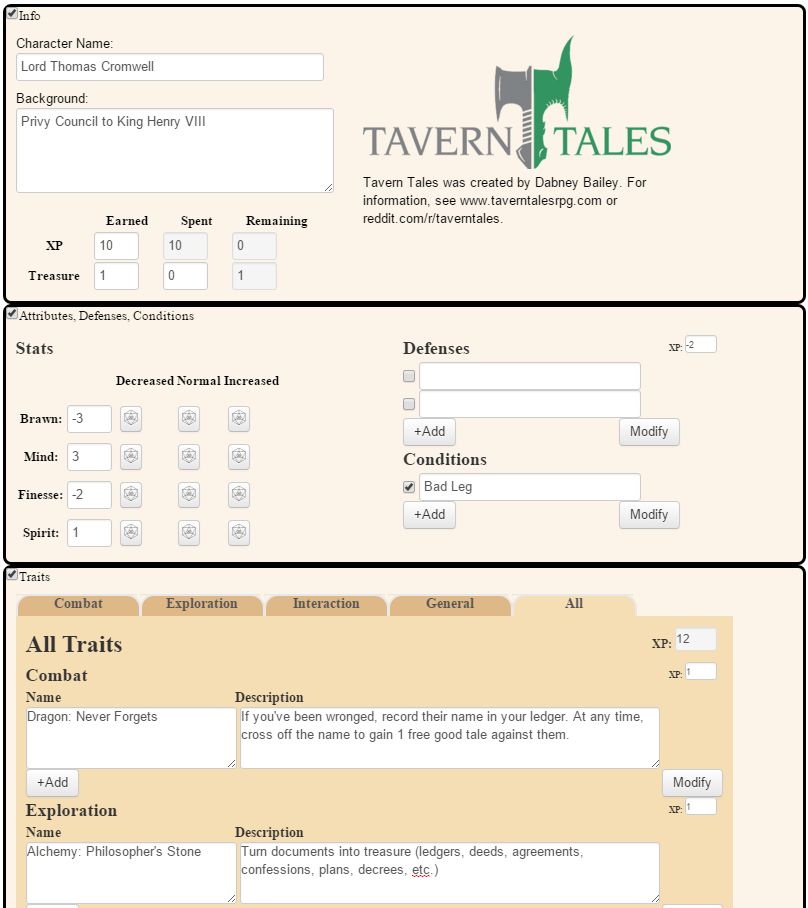 Info
Character Name:
Lord Thomas Cromwell
Background:
Privy Council to King Henry VIII
TAVERN TALES
Tavern Tales was created by Dabney Bailey. For
information, see www.taverntalesrpg.com or
reddit.com/r/taverntales.
Earned Spent Remaining
XP 10 10 0
Treasure 1 0 1
Attributes, Defenses, Conditions
Stats
Decreased Normal Increased
Brawn: -3
Mind: 3
Finesse: -2
Spirit: 1
Defenses XP: -2
+Add Modify
Conditions
Bad Leg
+Add Modify
Traits
Combat Exploration Interaction General All
All Traits XP: 12
Combat XP: 1
Name Description
Dragon: Never Forgets
If you've been wronged, record their name in your ledger. At any time,
cross off the name to gain 1 free good tale against them.
+Add Modify
Exploration XP: 1
Name Description
Alchemy: Philosopher's Stone
Turn documents into treasure (ledgers, deeds, agreements,
confessions, plans, decrees, etc.)